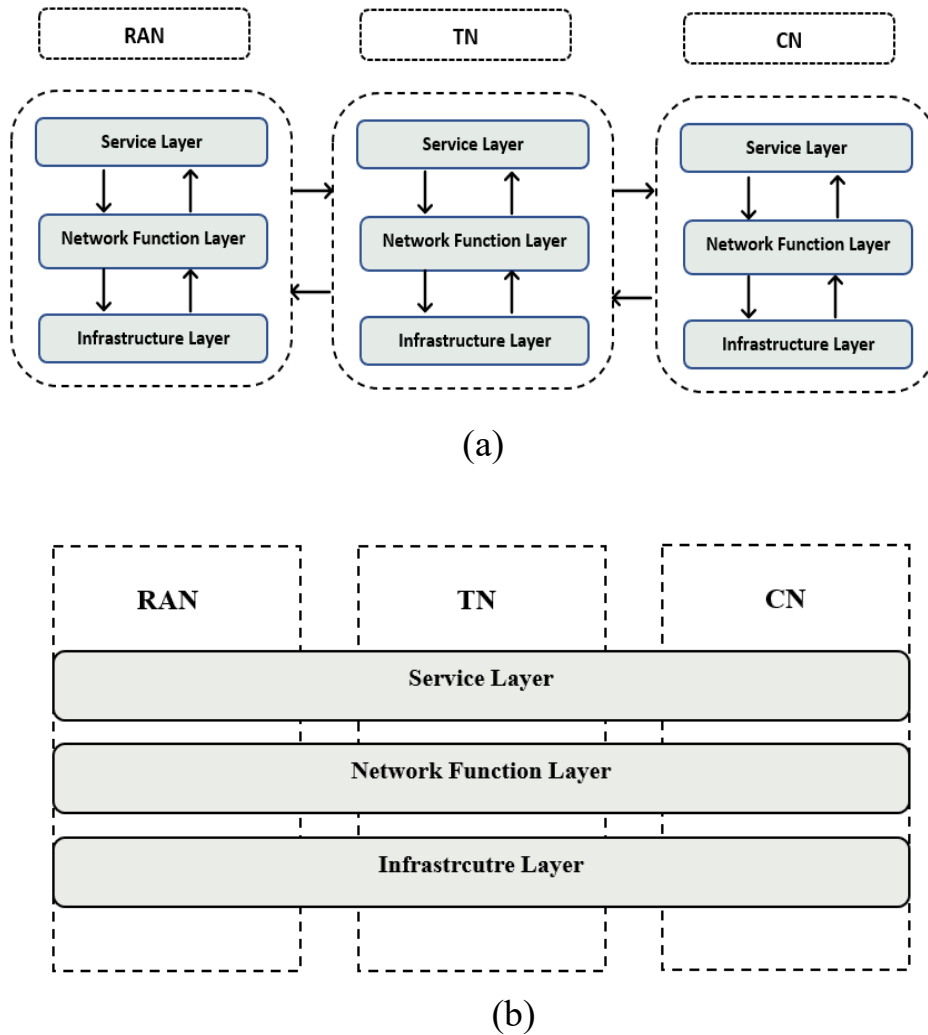 RAN
TN
CN
Service Layer
Network Function Layer
Infrastructure Layer
Service Layer
Network Function Layer
Infrastructure Layer
Service Layer
Network Function Layer
Infrastructure Layer
(a)
RAN
TN
CN
Service Layer
Network Function Layer
Infrastrcutre Layer
(b)